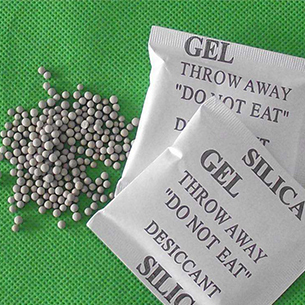 GEL
THROW AWAY
"DO NOT EAT"
DESICCANT
SILICA
GEL
THROW AWAY
"DO NOT EAT"
DESICCANT
SILICA